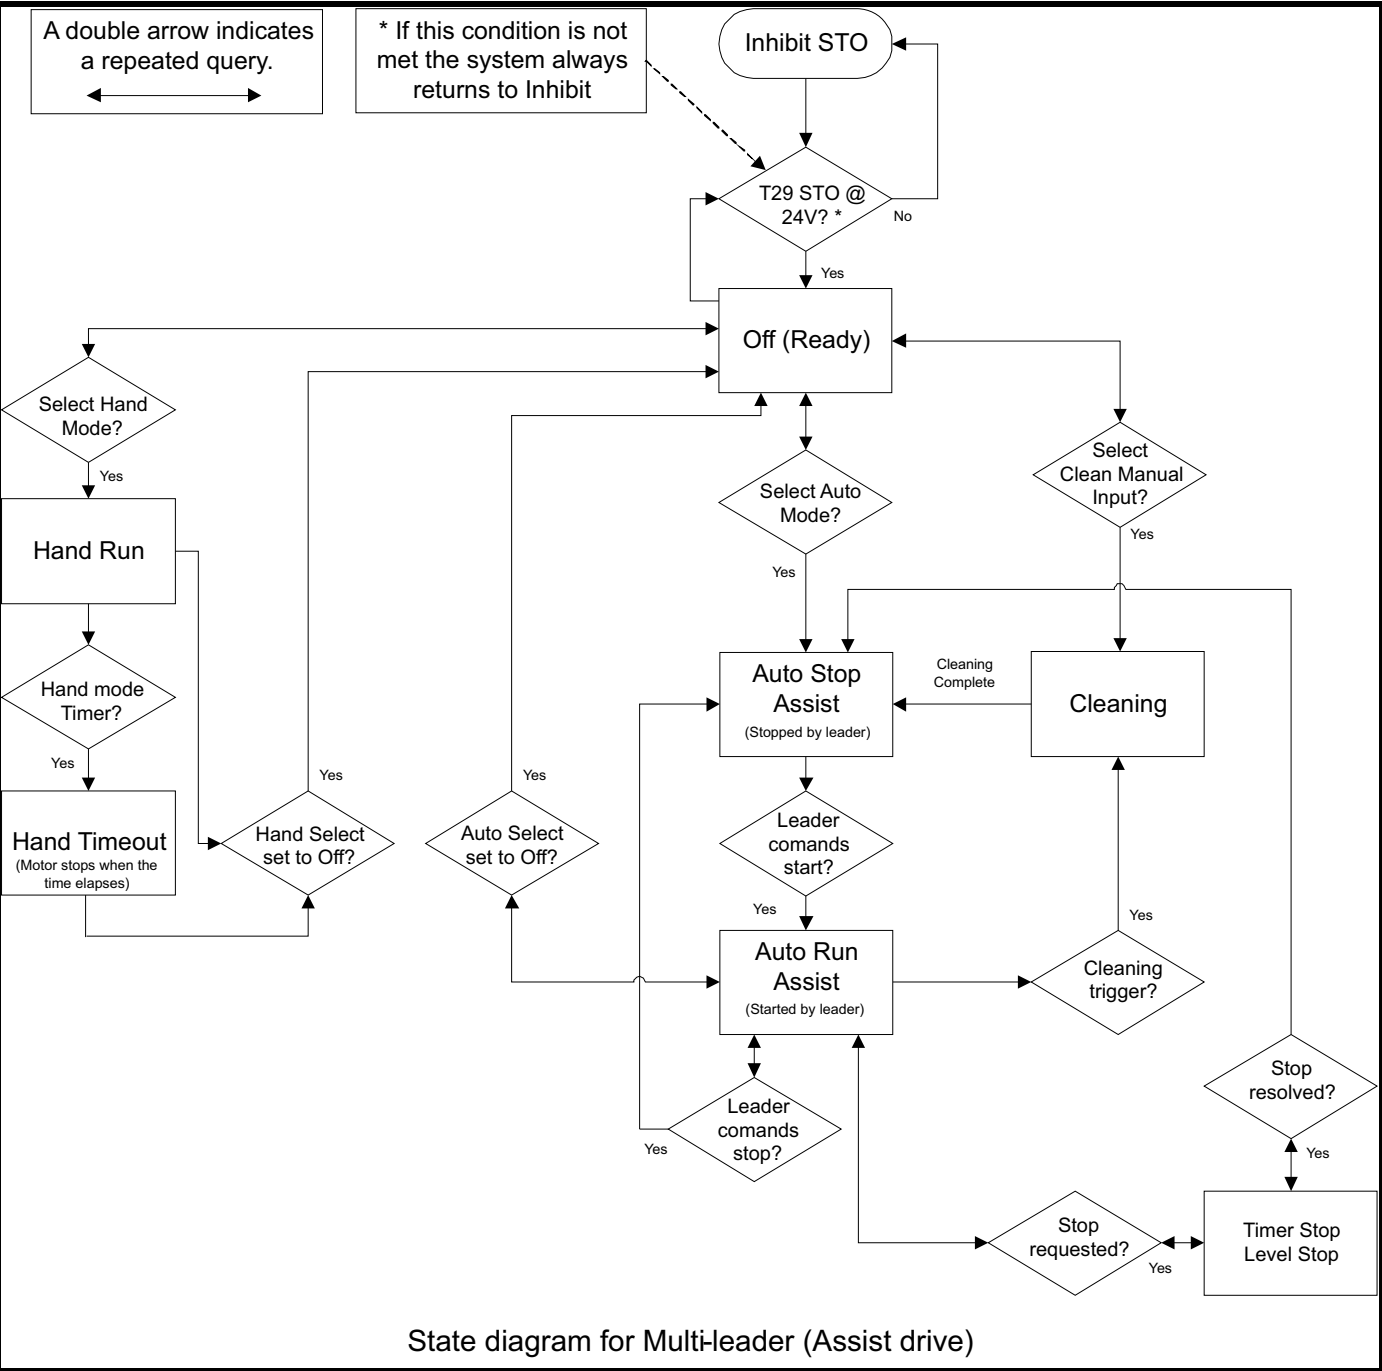 A double arrow indicates
a repeated query.
* If this condition is not
met the system always
returns to Inhibit
Inhibit STO
T29 STO @
24V? *
No
Yes
Off (Ready)
Select Hand
Mode?
Yes
Select Auto
Mode?
Yes
Select
Clean Manual
Input?
Yes
Hand Run
Hand mode
Timer?
Yes
Hand Timeout
(Motor stops when the
time elapses)
Yes
Hand Select
set to Off?
Yes
Auto Select
set to Off?
Auto Stop
Assist
(Stopped by leader)
Cleaning
Complete
Cleaning
Leader
comands
start?
Yes
Auto Run
Assist
(Started by leader)
Yes
Cleaning
trigger?
Leader
comands
stop?
Yes
Stop
resolved?
Yes
Stop
requested?
Yes
Timer Stop
Level Stop
State diagram for Multi-leader (Assist drive)